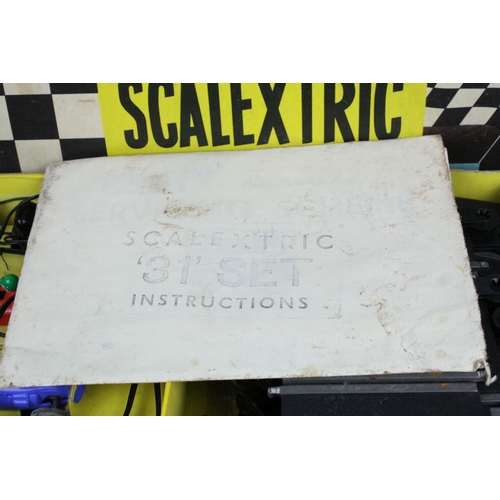 SCALEXTRIC
SCALEXTRIC
'31' SET
INSTRUCTIONS